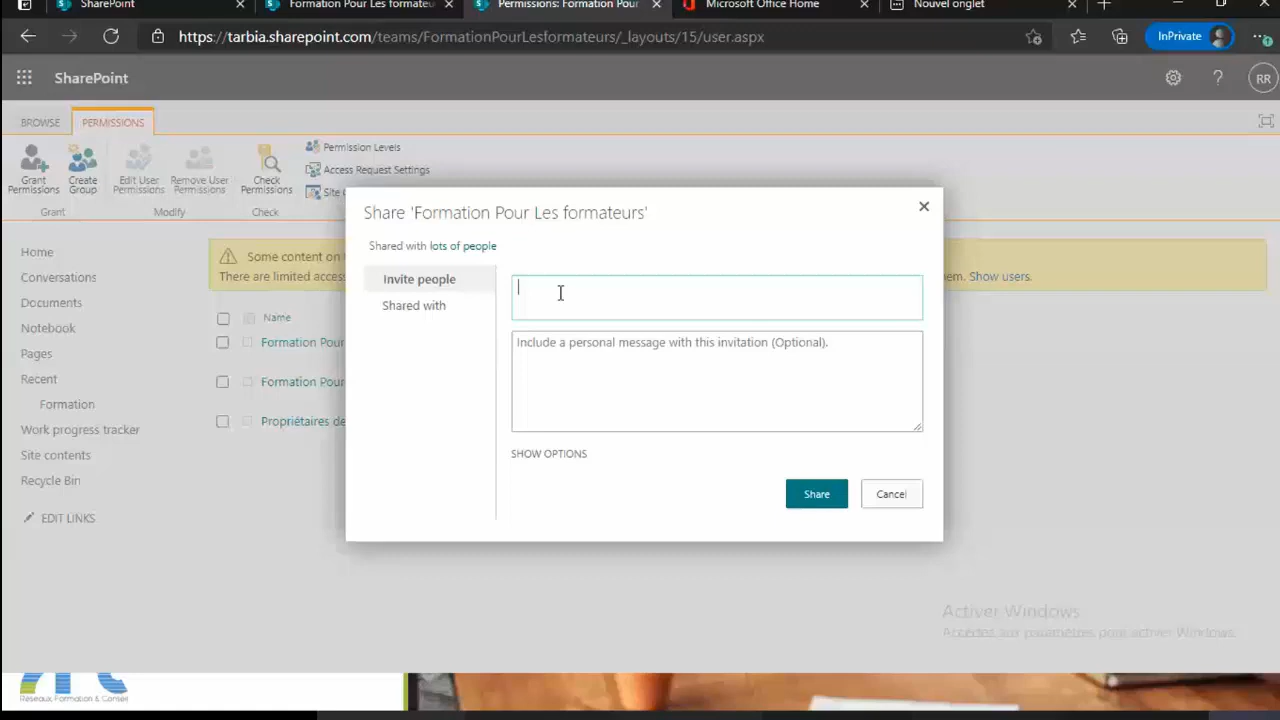 SharePoint
Formation Pour Les formateu
Permissions: Formation Pour
Microsoft Office Home
Nouvel onglet
https://tarbia.sharepoint.com/teams/FormationPourLesformateurs/_layouts/15/user.aspx
InPrivate
SharePoint
RR
BROWSE
PERMISSIONS
Grant Permissions
Create Group
Edit User Permissions
Remove User Permissions
Check Permissions
Permission Levels
Access Request Settings
Site
Grant
Modify
Check
Home
Conversations
Documents
Notebook
Pages
Recent
Formation
Work progress tracker
Site contents
Recycle Bin
EDIT LINKS
Some content on
There are limited acces
em. Show users.
Name
Formation Pour
Formation Pour
Propriétaires de
Share 'Formation Pour Les formateurs'
Shared with lots of people
Invite people
Shared with
Include a personal message with this invitation (Optional).
SHOW OPTIONS
Share
Cancel
Activer Windows
Accédez aux paramètres pour activer Windows.
Réseaux Formation & Conseil